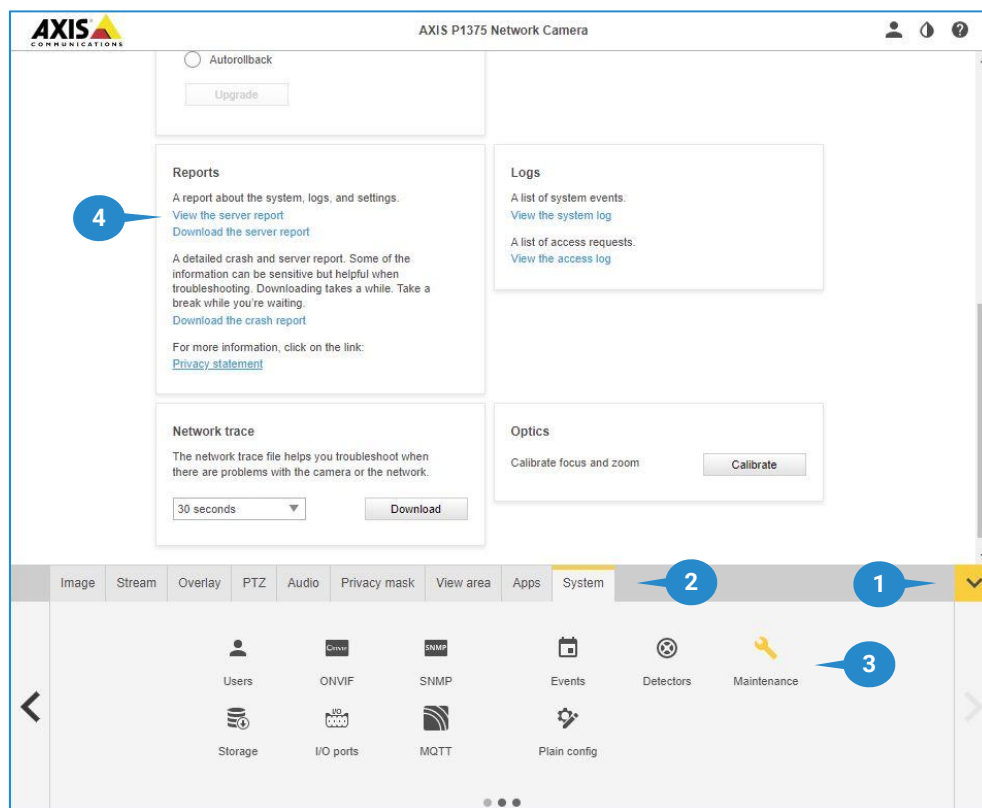 AXIS
COMMUNICATIONS
AXIS P1375 Network Camera
Autorollback
Upgrade
Reports
A report about the system, logs, and settings.
View the server report
Download the server report
A detailed crash and server report. Some of the
information can be sensitive but helpful when
troubleshooting. Downloading takes a while. Take a
break while you're waiting.
Download the crash report
For more information, click on the link:
Privacy statement
4
Logs
A list of system events.
View the system log
A list of access requests.
View the access log
Network trace
The network trace file helps you troubleshoot when
there are problems with the camera or the network.
30 seconds
Download
Optics
Calibrate focus and zoom
Calibrate
Image
Stream
Overlay
PTZ
Audio
Privacy mask
View area
Apps
System
2
1
SNMP
Users
ONVIF
SNMP
Events
Detectors
Maintenance
3
I/O
Storage
I/O ports
MQTT
Plain config